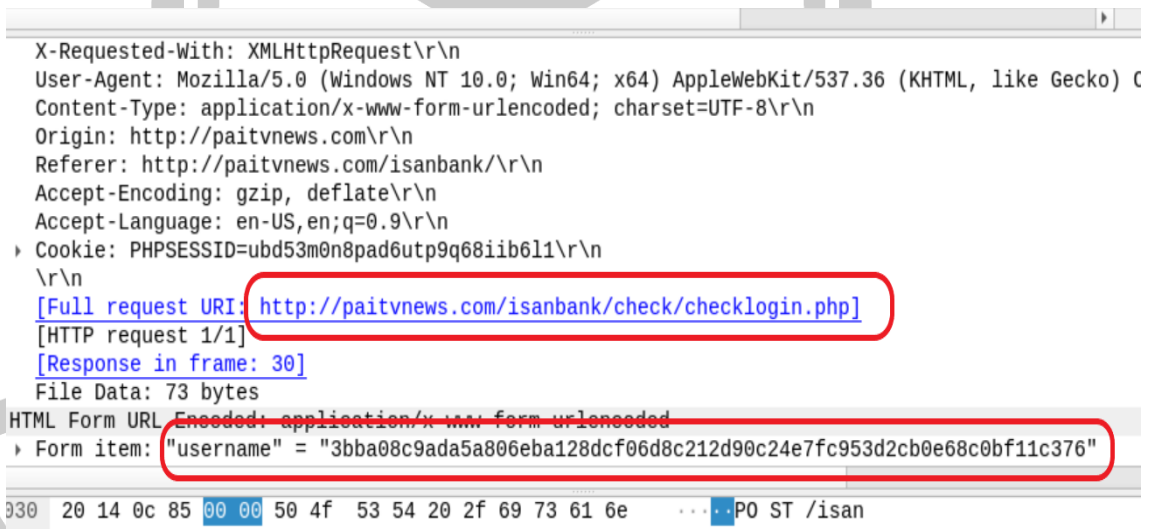 X-Requested-With: XMLHttpRequest\r\n
User-Agent: Mozilla/5.0 (Windows NT 10.0; Win64; x64) AppleWebKit/537.36 (KHTML, like Gecko) C
Content-Type: application/x-www-form-urlencoded; charset=UTF-8\r\n
Origin: http://paitvnews.com\r\n
Referer: http://paitvnews.com/isanbank/\r\n
Accept-Encoding: gzip, deflate\r\n
Accept-Language: en-US,en;q=0.9\r\n
Cookie: PHPSESSID=ubd53m0n8pad6utp9q68iib6l1\r\n
\r\n
[Full request URI: http://paitvnews.com/isanbank/check/checklogin.php]
[HTTP request 1/1]
[Response in frame: 30]
File Data: 73 bytes
HTML Form URL Encoded: application/x-www-form-urlencoded
Form item: "username" = "3bba08c9ada5a806eba128dcf06d8c212d90c24e7fc953d2cb0e68c0bf11c376"
030 20 14 0c 85 00 00 50 4f 53 54 20 2f 69 73 61 6e ······PO ST /isan